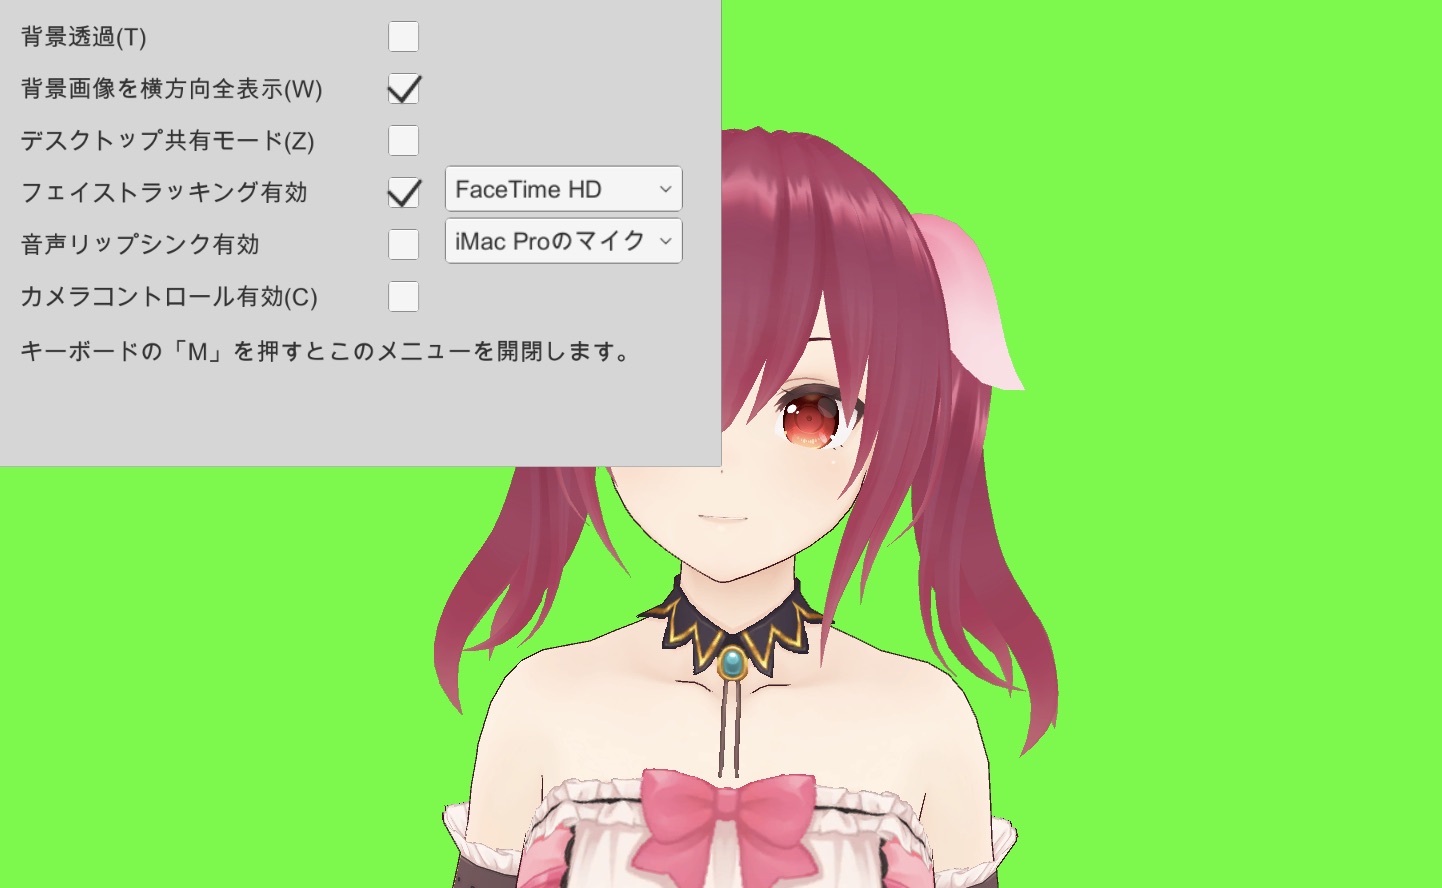 背景透過(T)
背景画像を横方向全表示(W)
デスクトップ共有モード(Z)
フェイストラッキング有効 FaceTime HD
音声リップシンク有効 iMac Proのマイク
カメラコントロール有効(C)
キーボードの「M」を押すとこのメニューを開閉します。